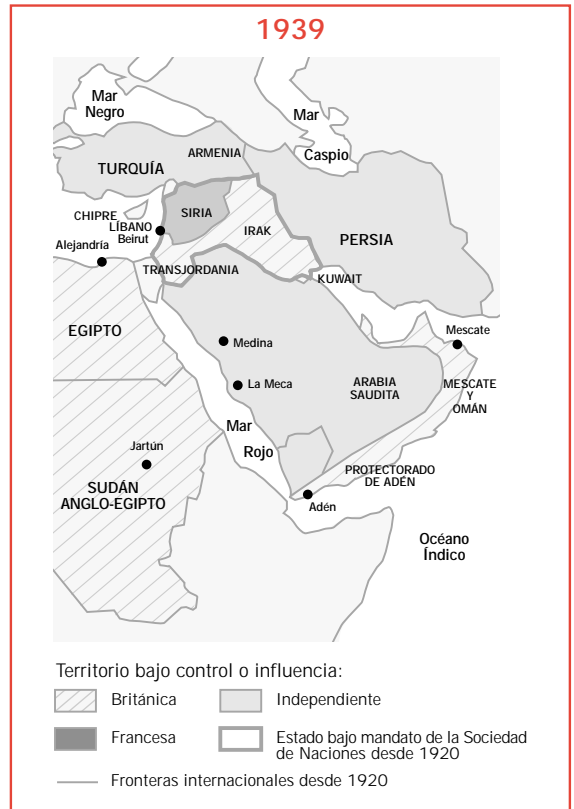 1939
Mar
Negro
Mar
Caspio
ARMENIA
TURQUÍA
CHIPRE
SIRIA
LÍBANO
Beirut
IRAK
PERSIA
Alejandría
TRANSJORDANIA
KUWAIT
EGIPTO
Mescate
Medina
La Meca
ARABIA
SAUDITA
MESCATE
Y
OMÁN
Mar
Rojo
Jartún
PROTECTORADO
DE ADÉN
SUDÁN
ANGLO-EGIPTO
Adén
Océano
Índico
Territorio bajo control o influencia:
Británica
Independiente
Francesa
Estado bajo mandato de la Sociedad
de Naciones desde 1920
Fronteras internacionales desde 1920